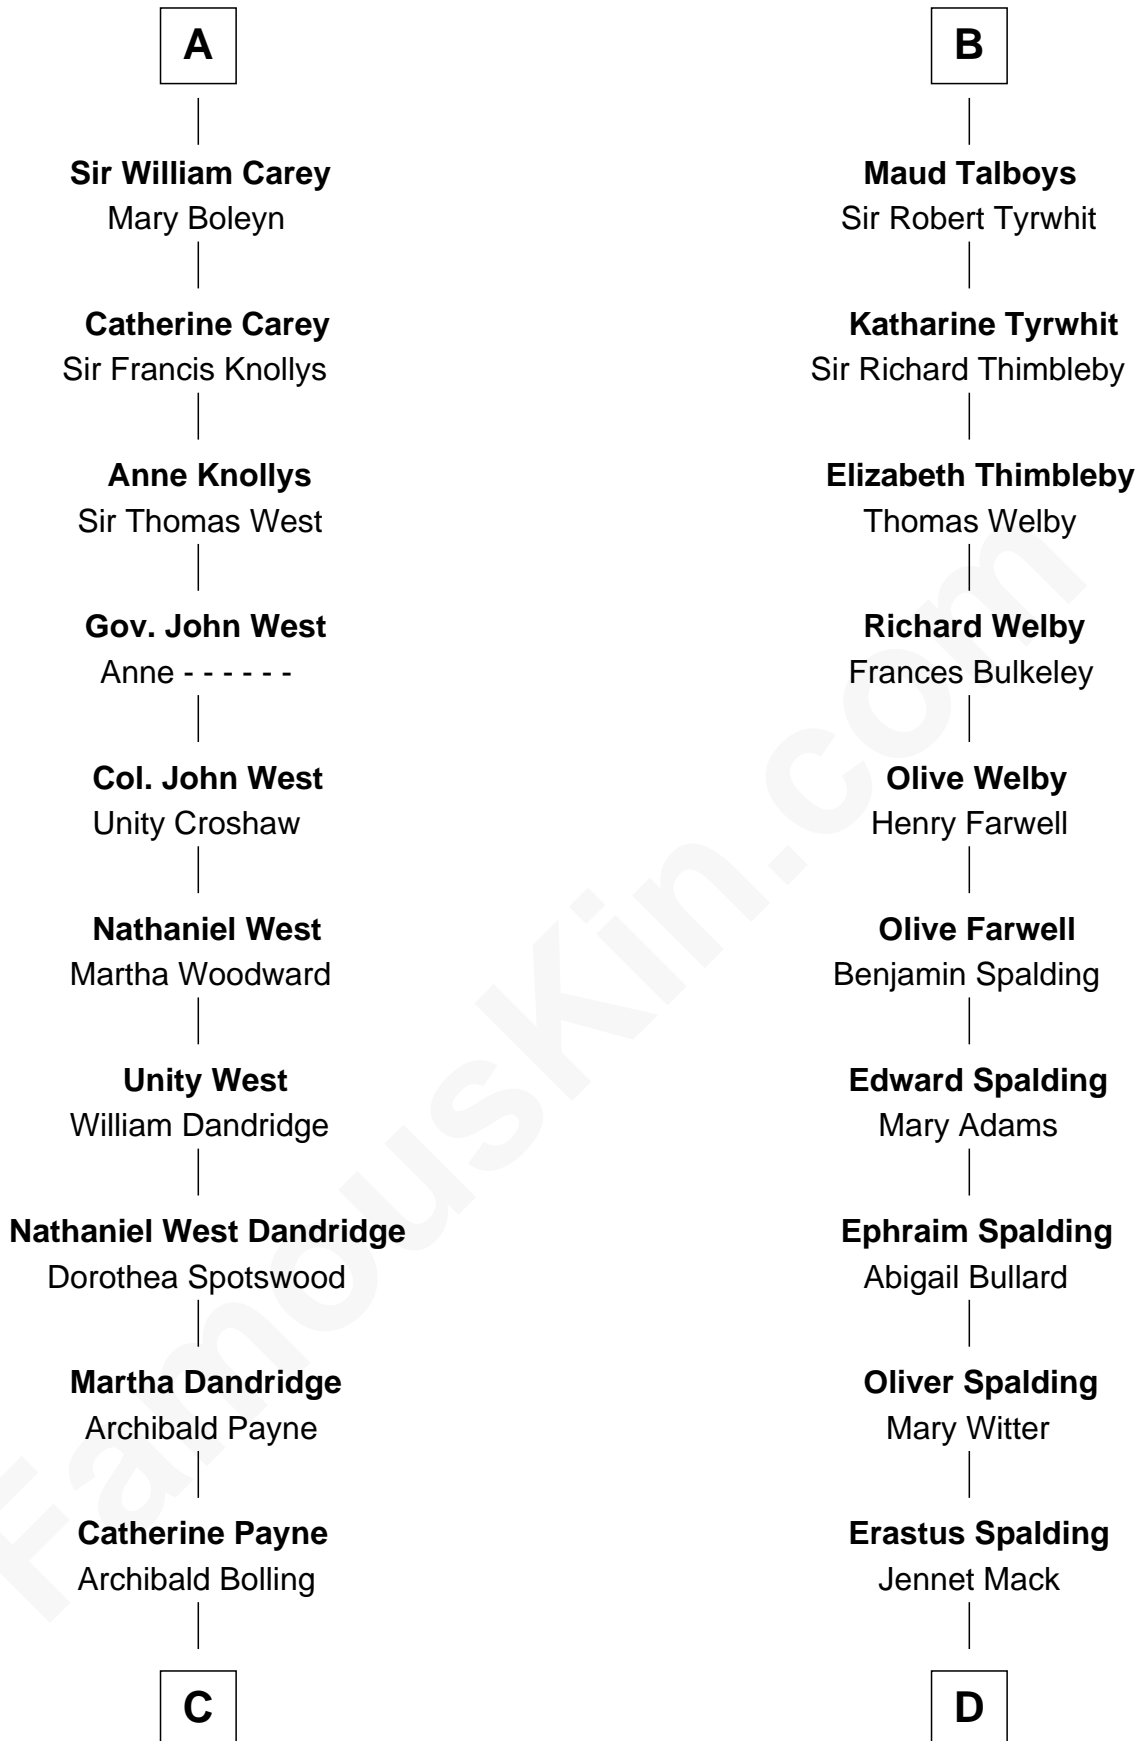 A
Sir William Carey
Mary Boleyn
Catherine Carey
Sir Francis Knollys
Anne Knollys
Sir Thomas West
Gov. John West
Anne - - - - - -
Col. John West
Unity Croshaw
Nathaniel West
Martha Woodward
Unity West
William Dandridge
Nathaniel West Dandridge
Dorothea Spotswood
Martha Dandridge
Archibald Payne
Catherine Payne
Archibald Bolling
C
B
Maud Talboys
Sir Robert Tyrwhit
Katharine Tyrwhit
Sir Richard Thimbleby
Elizabeth Thimbleby
Thomas Welby
Richard Welby
Frances Bulkeley
Olive Welby
Henry Farwell
Olive Farwell
Benjamin Spalding
Edward Spalding
Mary Adams
Ephraim Spalding
Abigail Bullard
Oliver Spalding
Mary Witter
Erastus Spalding
Jennet Mack
D
FamousKin.com